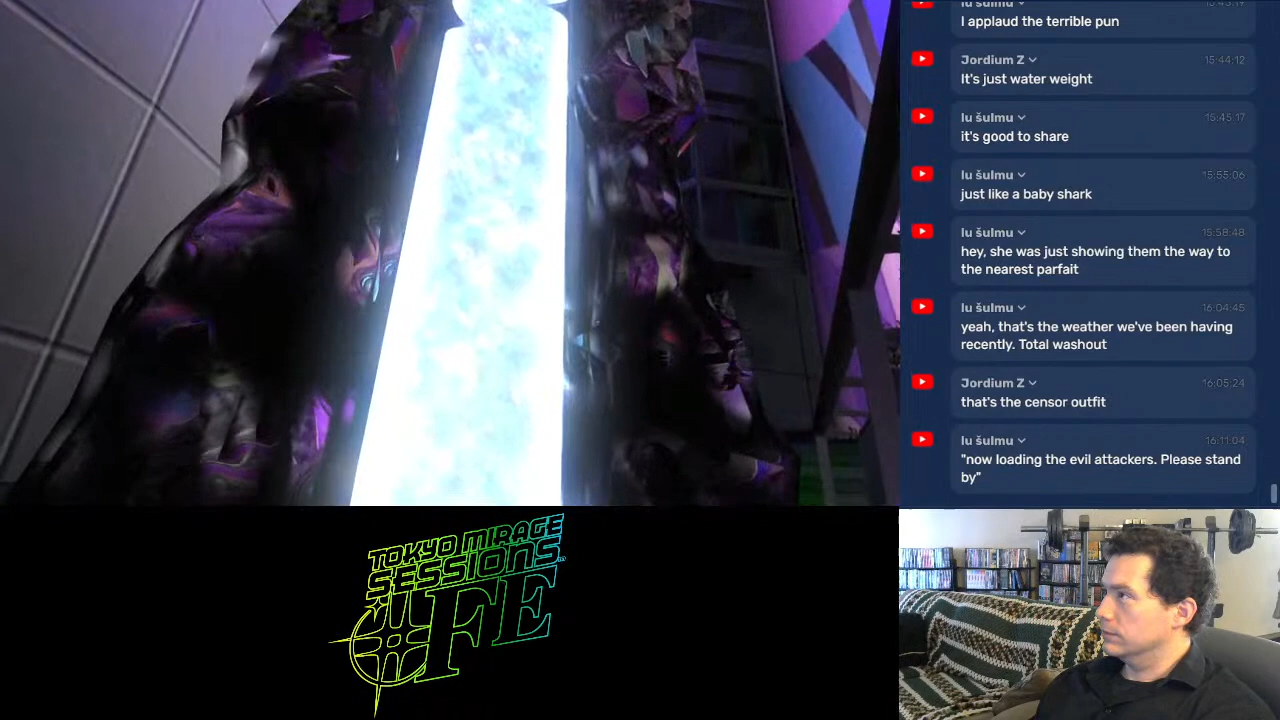 lu šulmu
I applaud the terrible pun
Jordium Z
15:44:12
It's just water weight
lu šulmu
15:45:17
it's good to share
lu šulmu
15:55:06
just like a baby shark
lu šulmu
15:58:48
hey, she was just showing them the way to
the nearest parfait
lu šulmu
16:04:45
yeah, that's the weather we've been having
recently. Total washout
Jordium Z
16:05:24
that's the censor outfit
lu šulmu
16:11:04
"now loading the evil attackers. Please stand
by"
TOKYO MIRAGE
SESSIONS
#FE